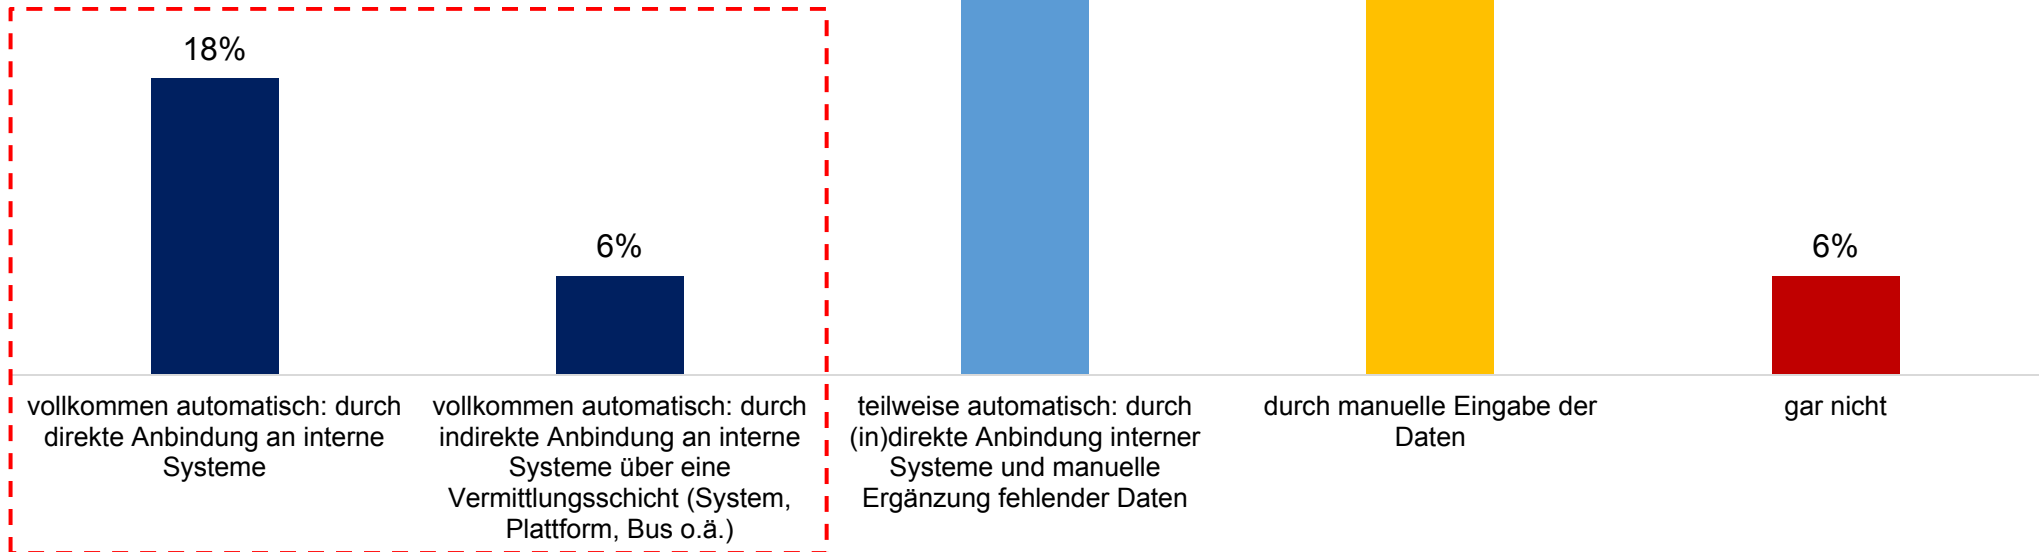 18%
6%
6%
vollkommen automatisch: durch
direkte Anbindung an interne
Systeme
vollkommen automatisch: durch
indirekte Anbindung an interne
Systeme über eine
Vermittlungsschicht (System,
Plattform, Bus o.ä.)
teilweise automatisch: durch
(in)direkte Anbindung interner
Systeme und manuelle
Ergänzung fehlender Daten
durch manuelle Eingabe der
Daten
gar nicht